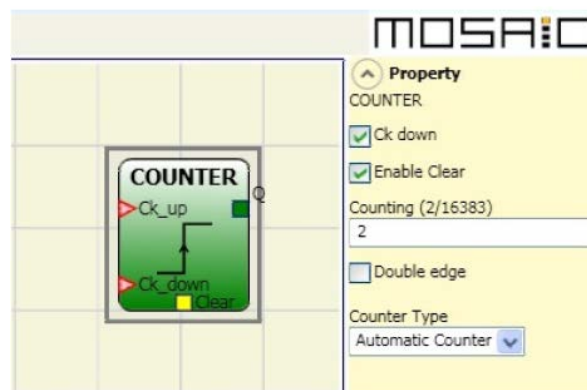 MOSAIC
Property
COUNTER
Ck down
Enable Clear
Counting (2/16383)
2
Double edge
Counter Type
Automatic Counter
COUNTER
Ck_up
Q
Ck_down
Clear